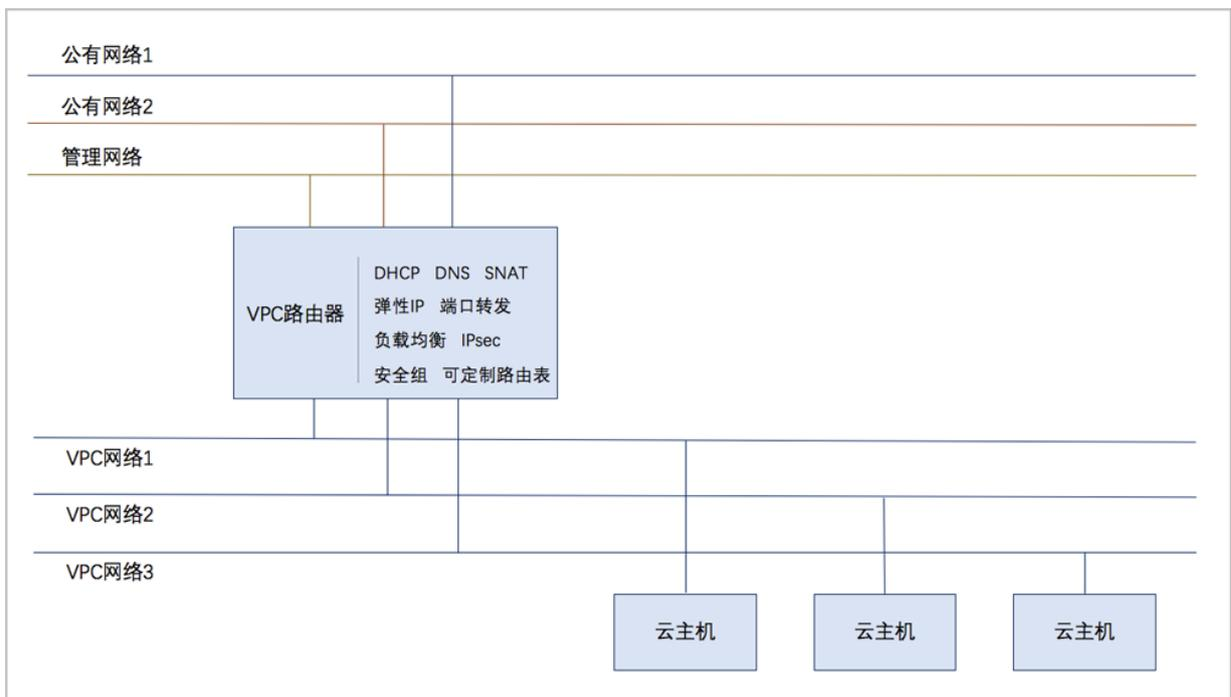 公有网络1
公有网络2
管理网络
VPC路由器
DHCP DNS SNAT
弹性IP 端口转发
负载均衡 IPsec
安全组 可定制路由表
VPC网络1
VPC网络2
VPC网络3
云主机
云主机
云主机